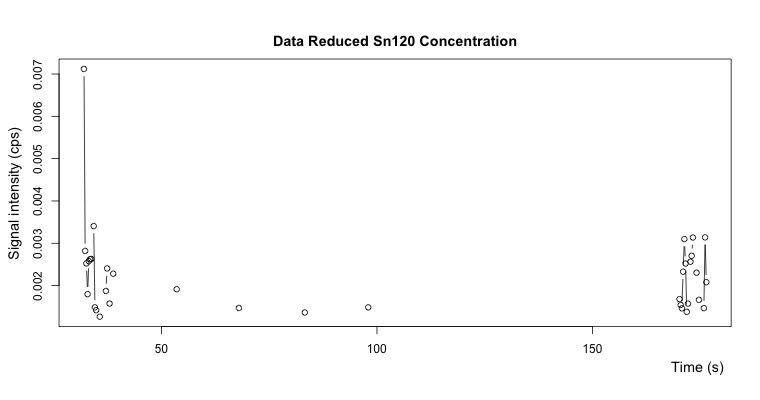 Data Reduced Sn120 Concentration
Signal intensity (cps)
0.007
0.006
0.005
0.004
0.003
0.002
50 100 150
Time (s)